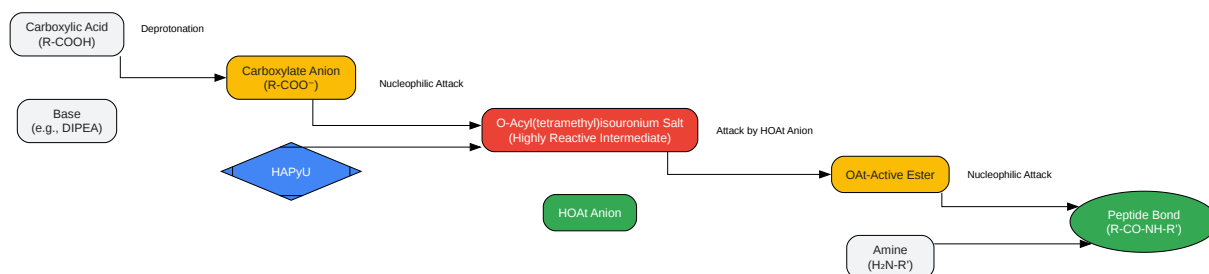 Carboxylic Acid
(R-COOH)
Deprotonation
Base
(e.g., DIPEA)
Carboxylate Anion
(R-COO⁻)
Nucleophilic Attack
HAPyU
O-Acyl(tetramethyl)isouronium Salt
(Highly Reactive Intermediate)
Attack by HOAt Anion
HOAt Anion
OAt-Active Ester
Nucleophilic Attack
Amine
(H₂N-R')
Peptide Bond
(R-CO-NH-R')